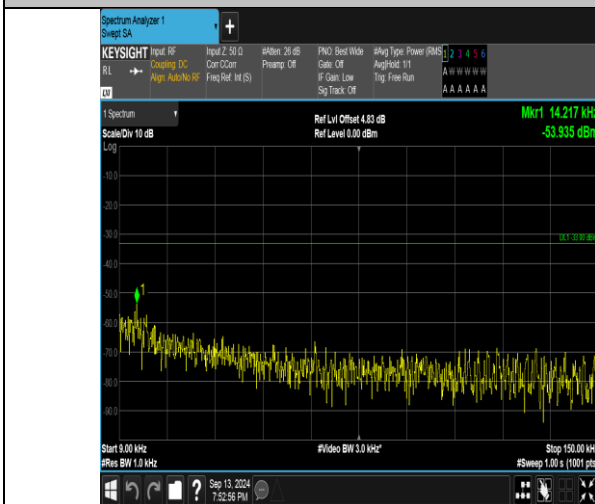 Spectrum Analyzer 1
Swept SA
+
KEYSIGHT Input: RF Input Z: 50 Ω #Atten: 26 dB PNO: Best Wide #Avg Type: Power (RMS 1 2 3 4 5 6
RL Coupling: DC Corr CCorr Preamp: Off Gate: Off Avg|Hold: 1/1 A W W W W W
Align: Auto/No RF Freq Ref: Int (S) IF Gain: Low Trig: Free Run
LXI Sig Track: Off A A A A A A
1 Spectrum Ref Lvl Offset 4.83 dB Mkr1 14.217 kHz
Scale/Div 10 dB Ref Level 0.00 dBm -53.935 dBm
Log
-10.0
-20.0
-30.0
DL1 -33.00 dBm
-40.0
-50.0
1
-60.0
-70.0
-80.0
-90.0
Start 9.00 kHz #Video BW 3.0 kHz* Stop 150.00 kHz
#Res BW 1.0 kHz #Sweep 1.00 s (1001 pts
? Sep 13, 2024
7:52:56 PM